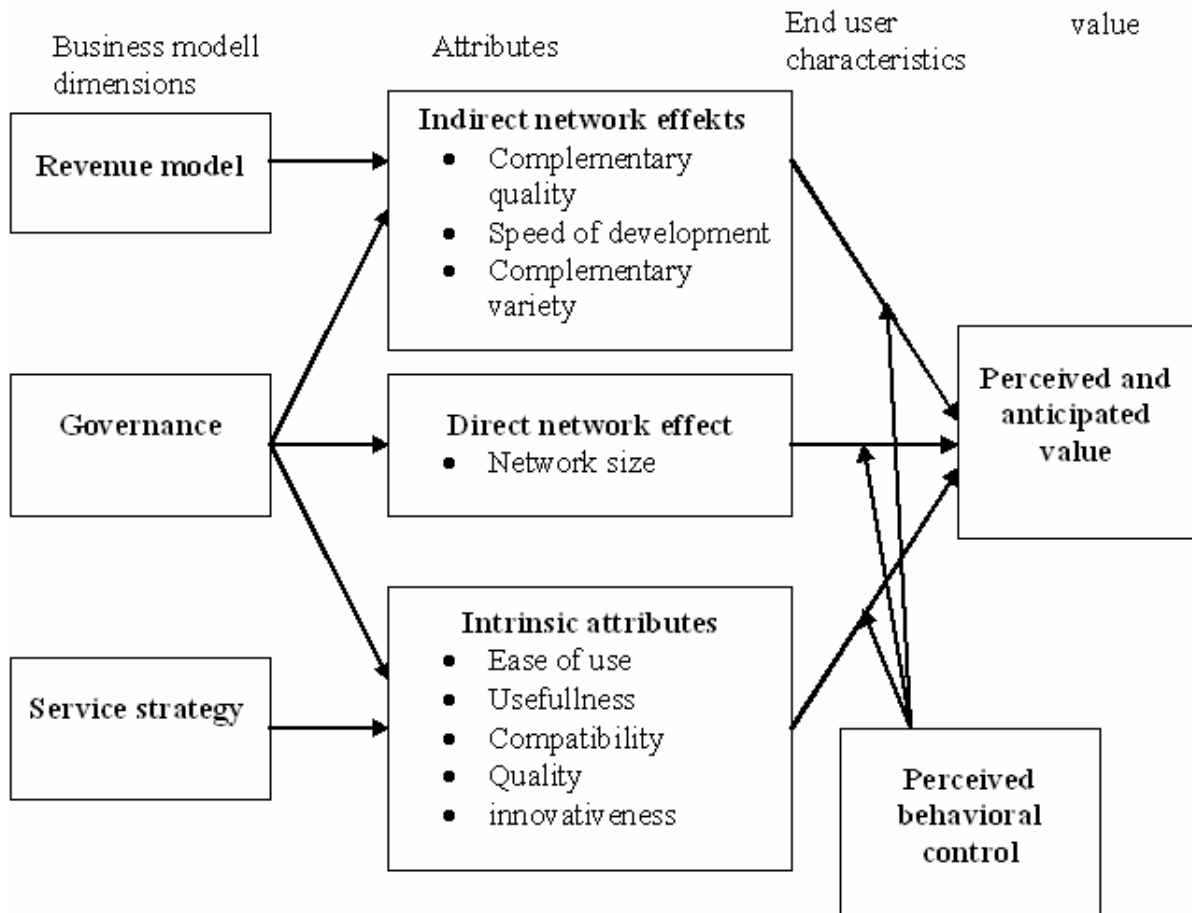 Business modell
dimensions
Attributes
End user
characteristics
value
Revenue model
Indirect network effekts
• Complementary
quality
• Speed of development
• Complementary
variety
Governance
Direct network effect
• Network size
Perceived and
anticipated
value
Service strategy
Intrinsic attributes
• Ease of use
• Usefullness
• Compatibility
• Quality
• innovativeness
Perceived
behavioral
control